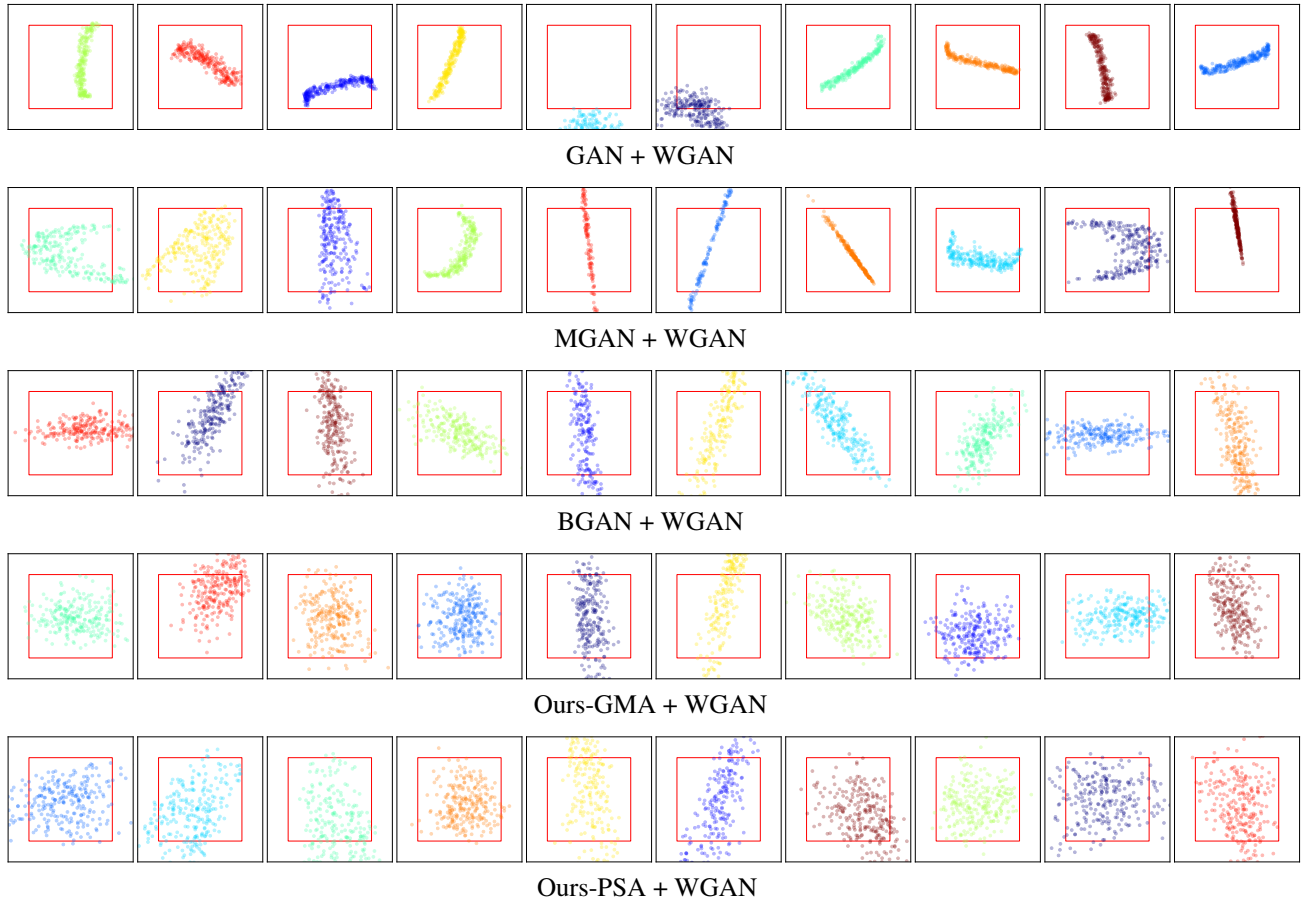 GAN + WGAN
MGAN + WGAN
BGAN + WGAN
Ours-GMA + WGAN
Ours-PSA + WGAN